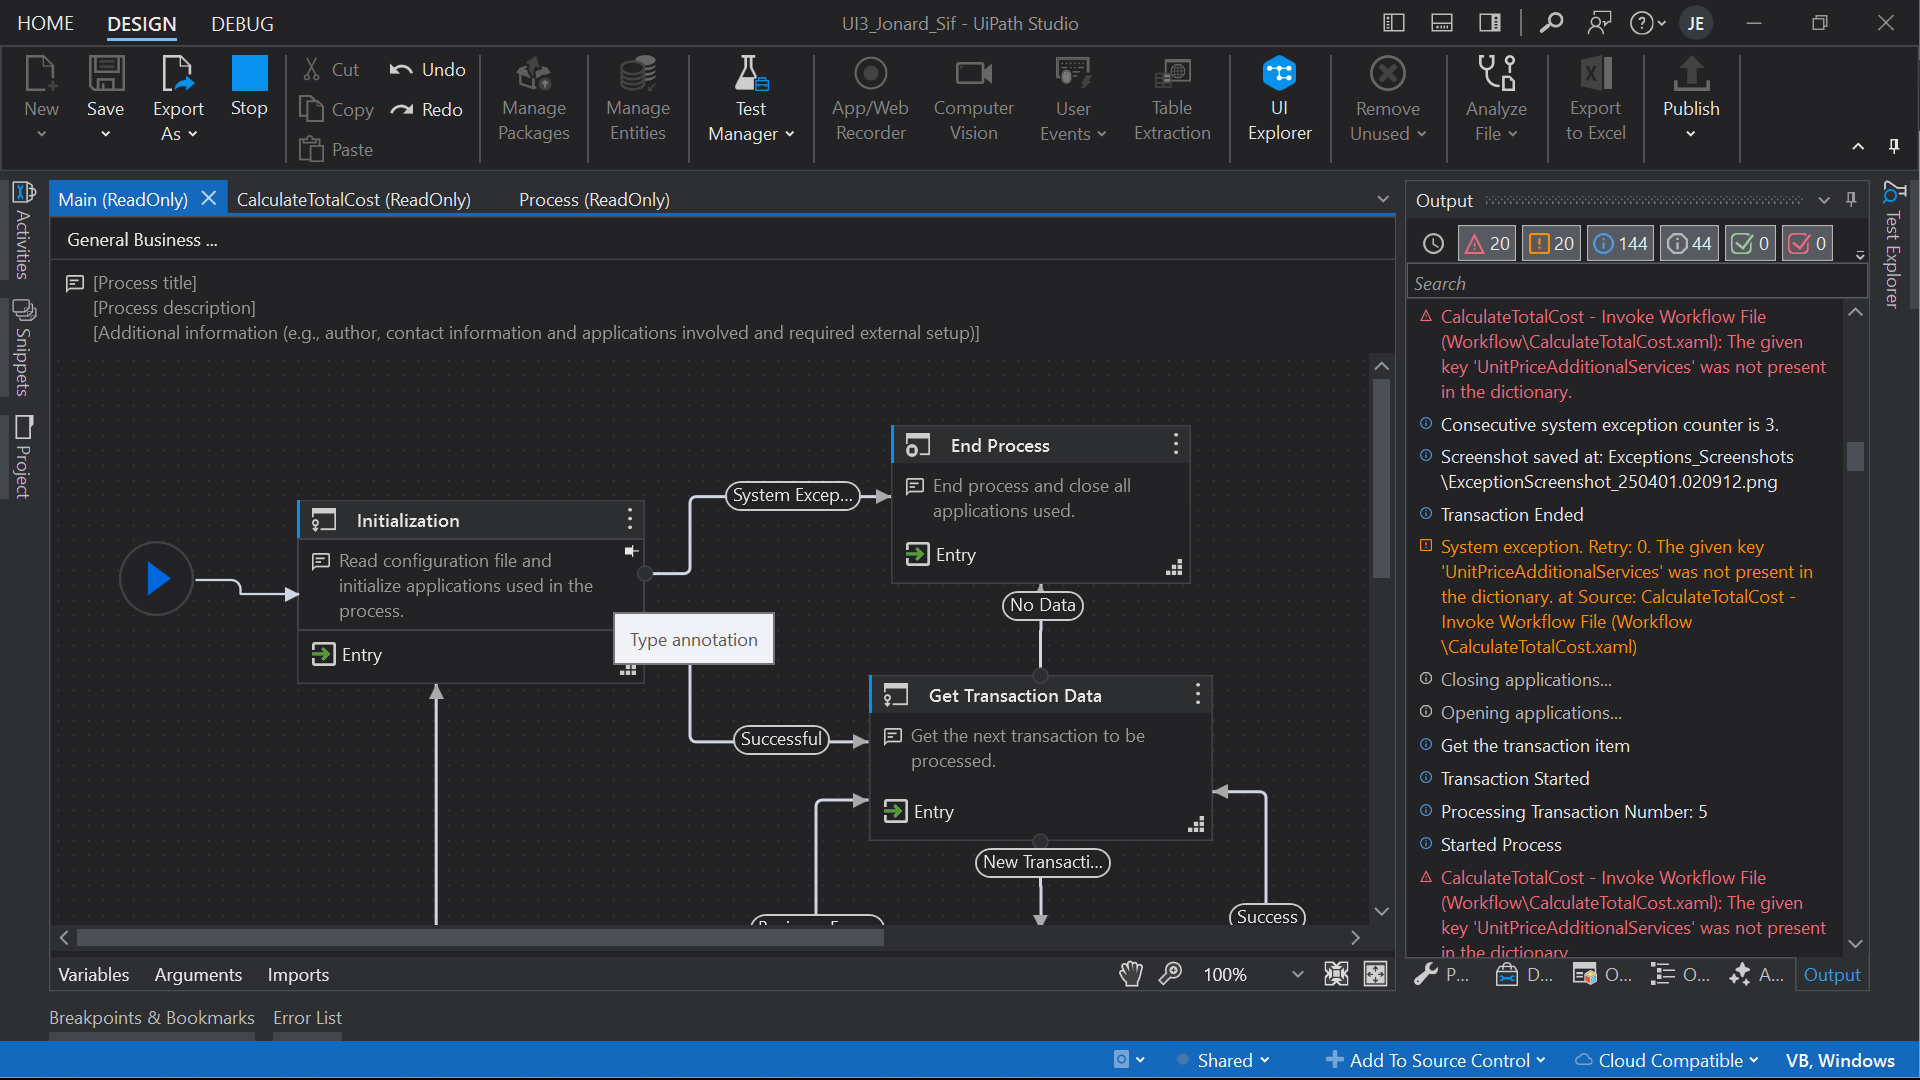 HOME DESIGN DEBUG
UI3_Jonard_Sif - UiPath Studio
JE
New
Save
Export As
Stop
Cut
Copy
Paste
Undo
Redo
Manage Packages
Manage Entities
Test Manager
App/Web Recorder
Computer Vision
User Events
Table Extraction
UI Explorer
Remove Unused
Analyze File
Export to Excel
Publish
Activities
Snippets
Project
Main (ReadOnly)
CalculateTotalCost (ReadOnly)
Process (ReadOnly)
General Business ...
[Process title]
[Process description]
[Additional information (e.g., author, contact information and applications involved and required external setup)]
Initialization
Read configuration file and
initialize applications used in the
process.
Entry
System Excep...
End Process
End process and close all
applications used.
Entry
No Data
Type annotation
Successful
Get Transaction Data
Get the next transaction to be
processed.
Entry
New Transacti...
Success
Variables Arguments Imports
100%
Breakpoints & Bookmarks Error List
Output
20 20 144 44 0 0
Search
CalculateTotalCost - Invoke Workflow File
(Workflow\CalculateTotalCost.xaml): The given
key 'UnitPriceAdditionalServices' was not present
in the dictionary.
Consecutive system exception counter is 3.
Screenshot saved at: Exceptions_Screenshots
\ExceptionScreenshot_250401.020912.png
Transaction Ended
System exception. Retry: 0. The given key
'UnitPriceAdditionalServices' was not present in
the dictionary. at Source: CalculateTotalCost -
Invoke Workflow File (Workflow
\CalculateTotalCost.xaml)
Closing applications...
Opening applications...
Get the transaction item
Transaction Started
Processing Transaction Number: 5
Started Process
CalculateTotalCost - Invoke Workflow File
(Workflow\CalculateTotalCost.xaml): The given
key 'UnitPriceAdditionalServices' was not present
in the dictionary.
P... D... O... O... A... Output
Test Explorer
Shared
Add To Source Control
Cloud Compatible
VB, Windows